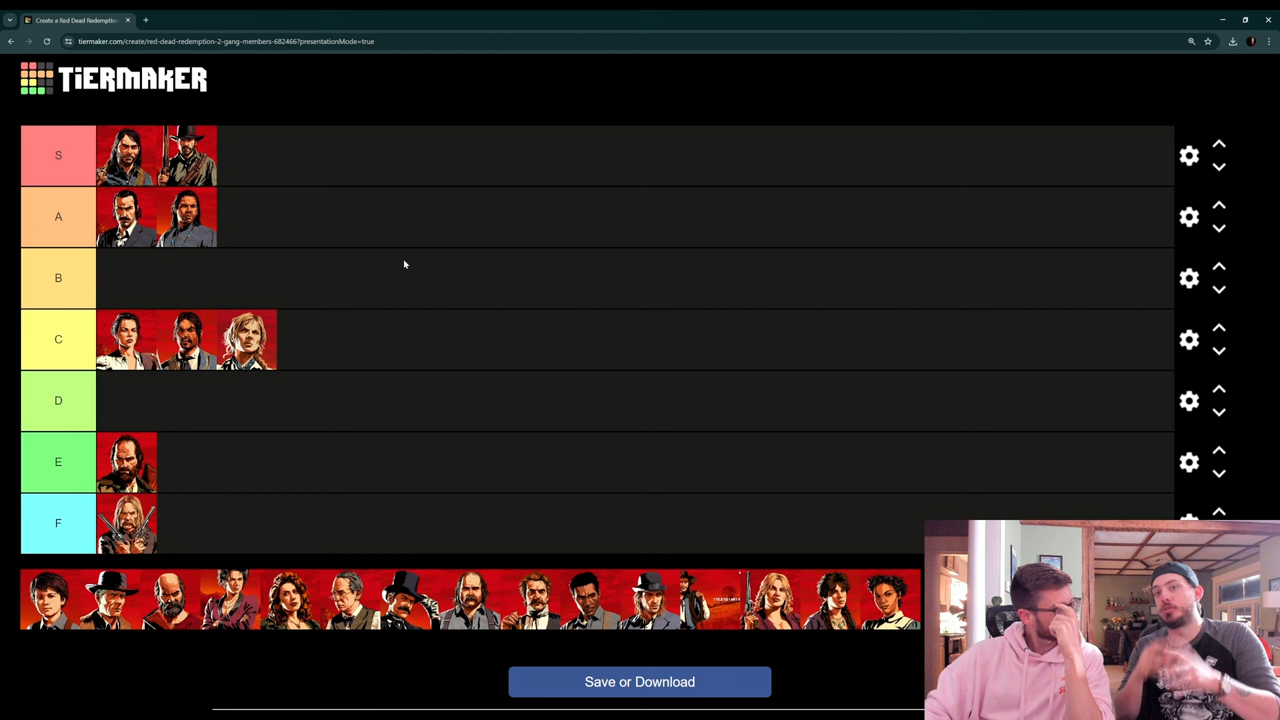 Create a Red Dead Redemption
tiermaker.com/create/red-dead-redemption-2-gang-members-682466?presentationMode=true
TiERMAKER
S
A
B
C
D
E
F
Save or Download